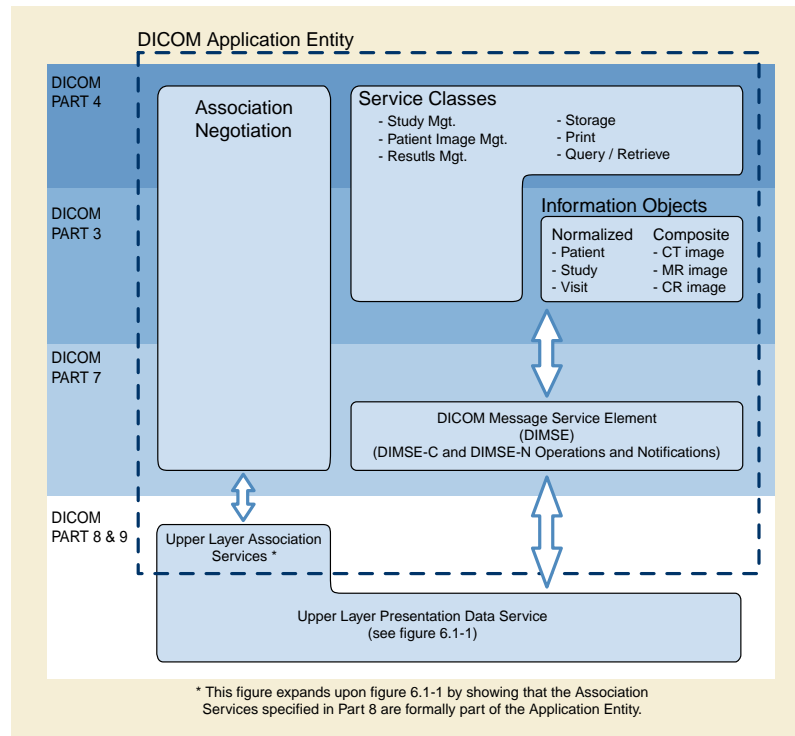 DICOM Application Entity
DICOM
PART 4
Association
Negotiation
Service Classes
- Study Mgt.
- Patient Image Mgt.
- Resutls Mgt.
- Storage
- Print
- Query / Retrieve
DICOM
PART 3
Information Objects
Normalized
- Patient
- Study
- Visit
Composite
- CT image
- MR image
- CR image
DICOM
PART 7
DICOM Message Service Element
(DIMSE)
(DIMSE-C and DIMSE-N Operations and Notifications)
DICOM
PART 8 & 9
Upper Layer Association
Services *
Upper Layer Presentation Data Service
(see figure 6.1-1)
* This figure expands upon figure 6.1-1 by showing that the Association
Services specified in Part 8 are formally part of the Application Entity.